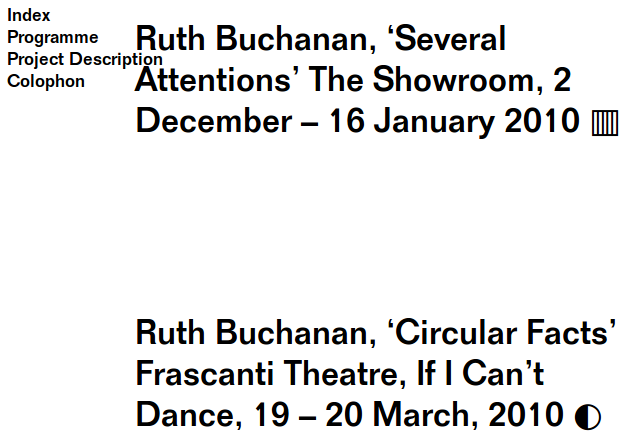 Index
Programme
Project Description
Colophon
Ruth Buchanan, ‘Several
Attentions’ The Showroom, 2
December – 16 January 2010 ▥
Ruth Buchanan, ‘Circular Facts’
Frascanti Theatre, If I Can’t
Dance, 19 – 20 March, 2010 ◐